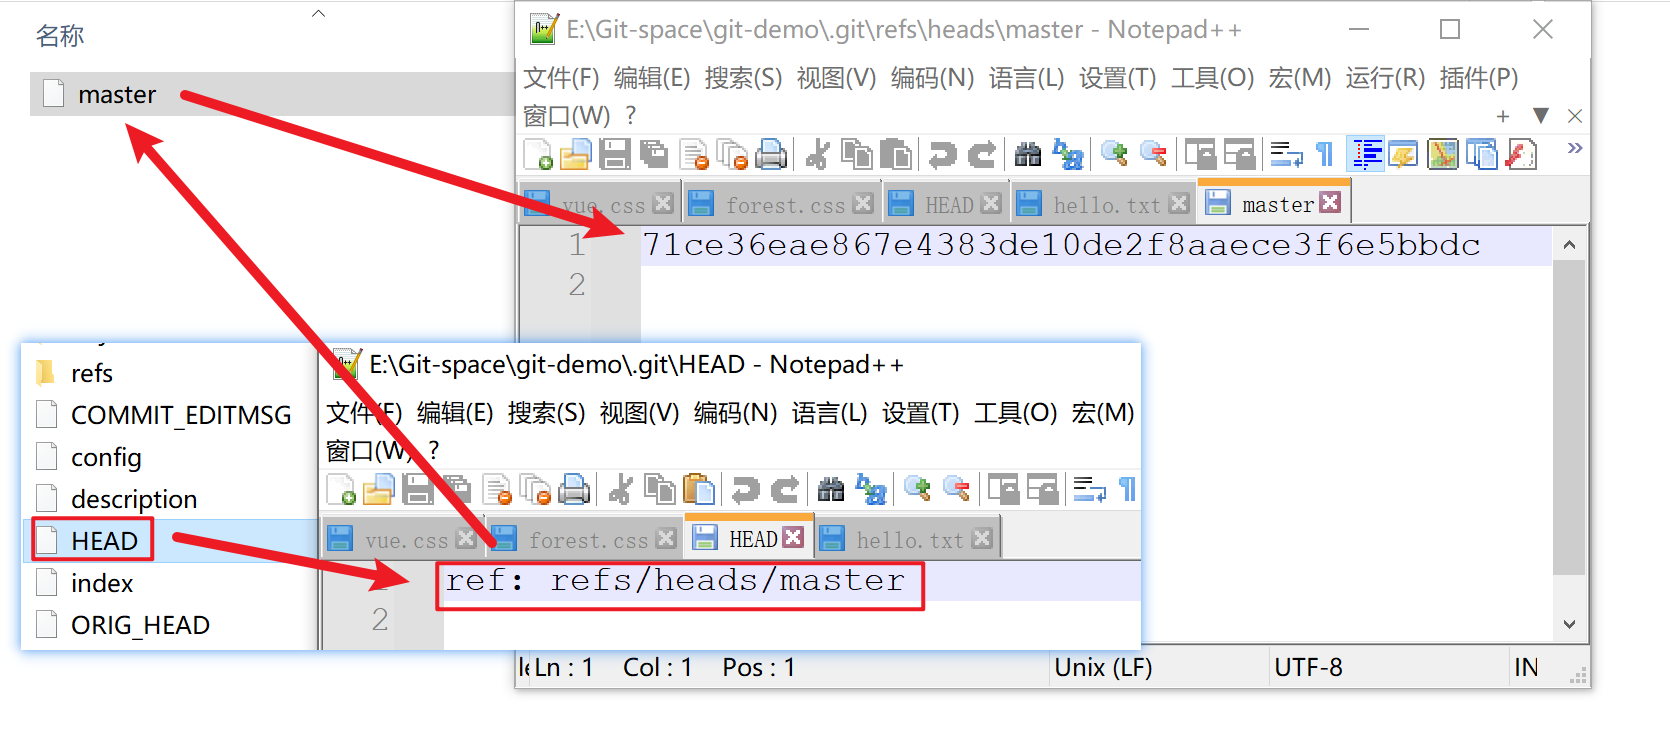 名称
master
E:\Git-space\git-demo\.git\refs\heads\master - Notepad++
文件(F) 编辑(E) 搜索(S) 视图(V) 编码(N) 语言(L) 设置(T) 工具(O) 宏(M) 运行(R) 插件(P)
窗口(W) ?
vue.css forest.css HEAD hello.txt master
1 71ce36eae867e4383de10de2f8aaece3f6e5bbdc
2
refs
COMMIT_EDITMSG
config
description
HEAD
index
ORIG_HEAD
E:\Git-space\git-demo\.git\HEAD - Notepad++
文件(F) 编辑(E) 搜索(S) 视图(V) 编码(N) 语言(L) 设置(T) 工具(O) 宏(M)
窗口(W) ?
vue.css forest.css HEAD hello.txt
ref: refs/heads/master
2
Ln : 1 Col : 1 Pos : 1 Unix (LF) UTF-8 IN